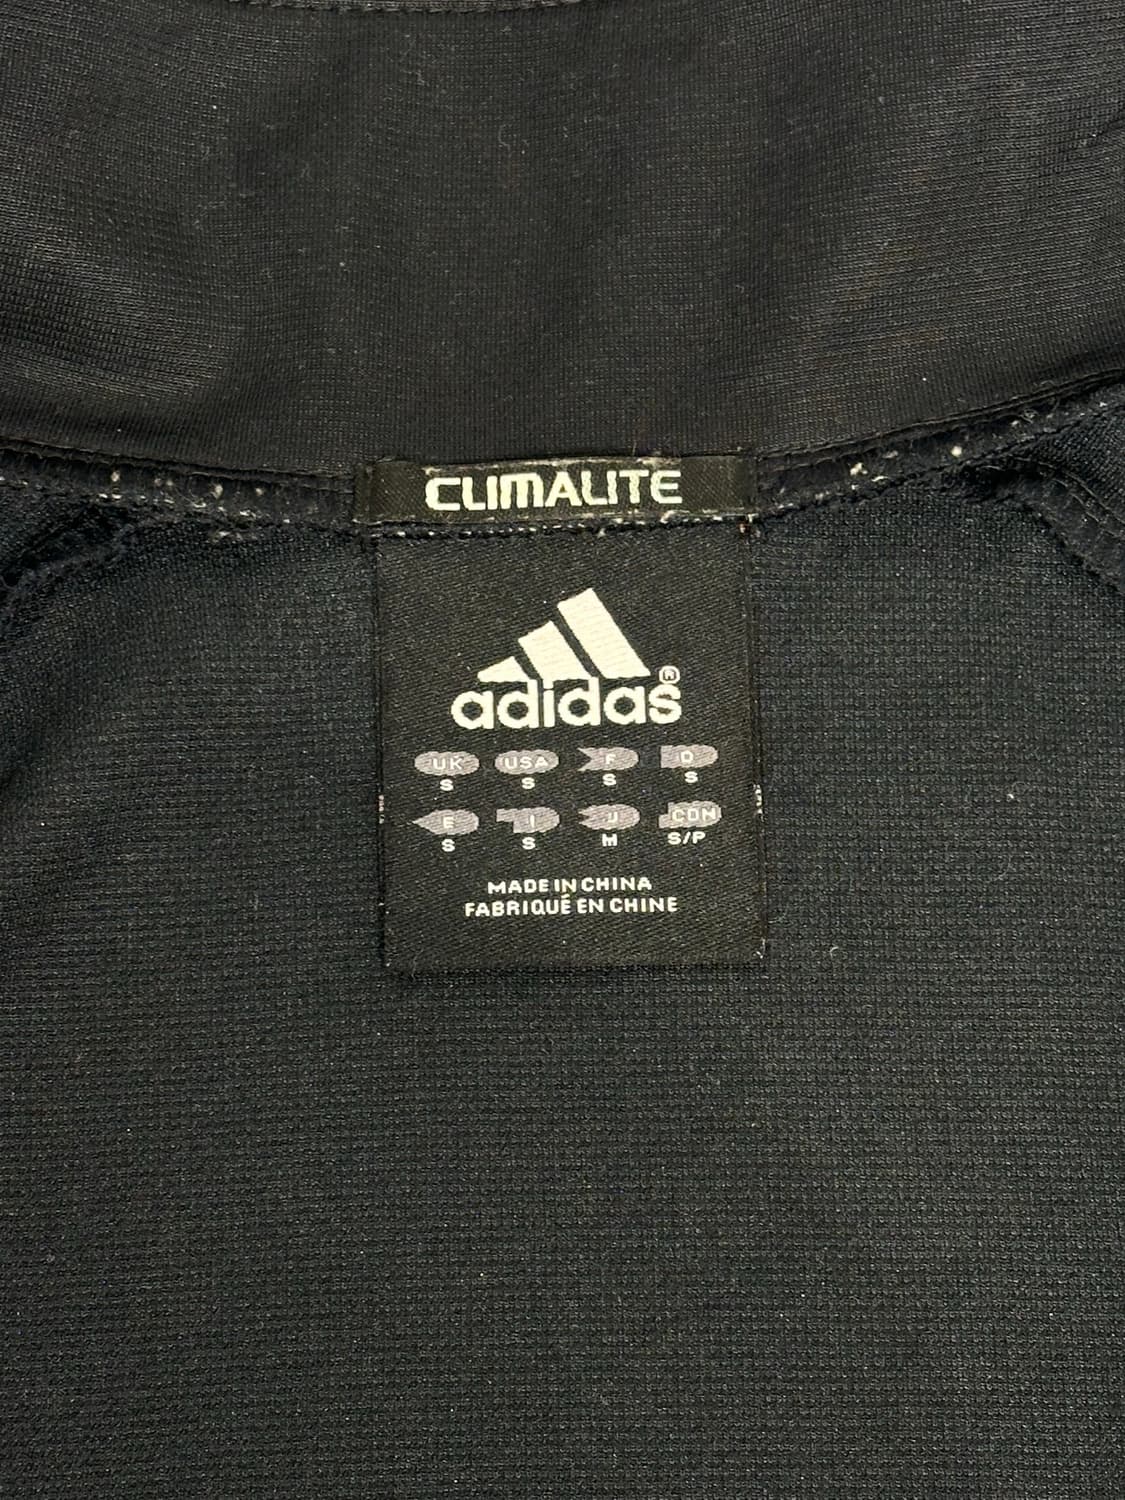 CLIMALITE
adidas®
UK USA F D
S S S S
E I J CDN
S S M S/P
MADE IN CHINA
FABRIQUÉ EN CHINE